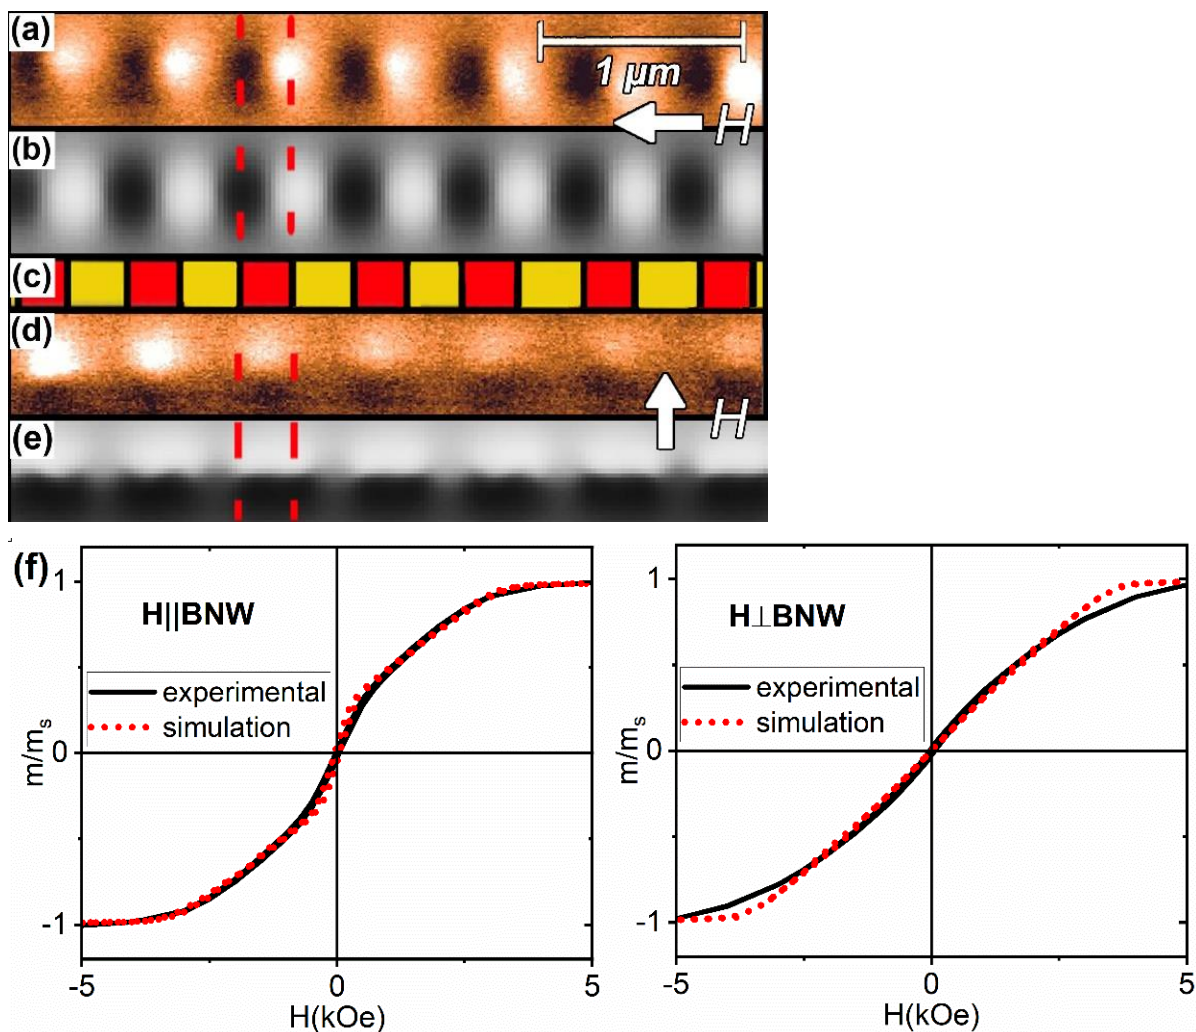 (a)
1 μm
H
(b)
(c)
(d)
H
(e)
(f)
H||BNW
experimental
simulation
m/mₛ
1
0
-1
-5
0
5
H(kOe)
H⊥BNW
experimental
simulation
m/mₛ
1
0
-1
-5
0
5
H(kOe)